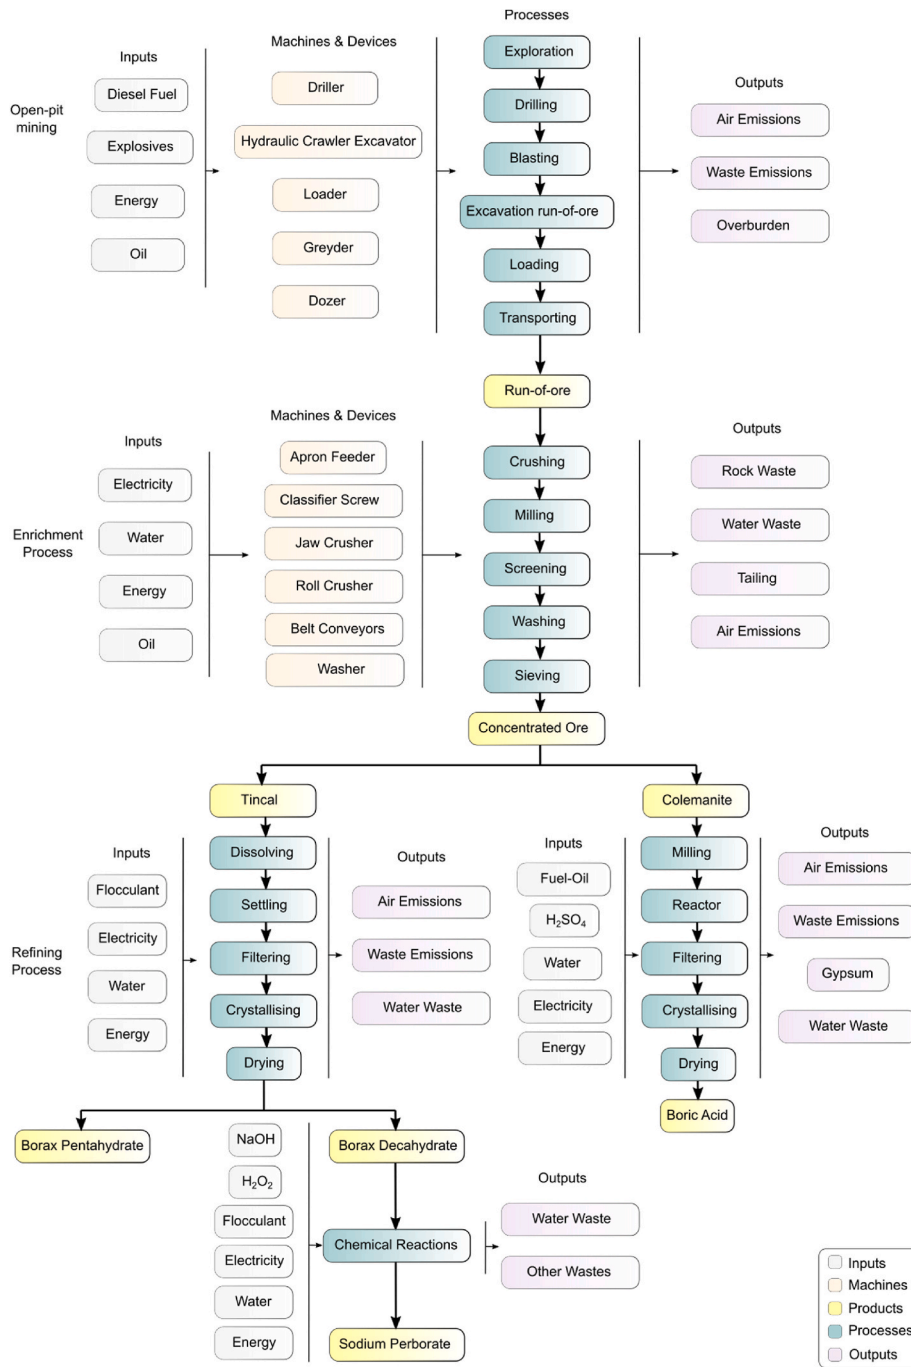 Processes
Inputs
Machines & Devices
Exploration
Outputs
Open-pit
mining
Diesel Fuel
Driller
Drilling
Air Emissions
Explosives
Hydraulic Crawler Excavator
Blasting
Waste Emissions
Energy
Loader
Excavation run-of-ore
Overburden
Oil
Greyder
Loading
Dozer
Transporting
Run-of-ore
Inputs
Machines & Devices
Outputs
Enrichment
Process
Electricity
Apron Feeder
Crushing
Rock Waste
Classifier Screw
Water
Jaw Crusher
Milling
Water Waste
Energy
Roll Crusher
Screening
Tailing
Oil
Belt Conveyors
Washing
Air Emissions
Washer
Sieving
Concentrated Ore
Tincal
Colemanite
Refining
Process
Inputs
Dissolving
Outputs
Flocculant
Settling
Air Emissions
Electricity
Filtering
Waste Emissions
Water
Crystallising
Water Waste
Energy
Drying
Inputs
Milling
Outputs
Fuel-Oil
Air Emissions
H₂SO₄
Reactor
Waste Emissions
Water
Filtering
Gypsum
Electricity
Crystallising
Water Waste
Energy
Drying
Boric Acid
Borax Pentahydrate
NaOH
Borax Decahydrate
H₂O₂
Outputs
Flocculant
Chemical Reactions
Water Waste
Electricity
Other Wastes
Water
Energy
Sodium Perborate
Inputs
Machines
Products
Processes
Outputs